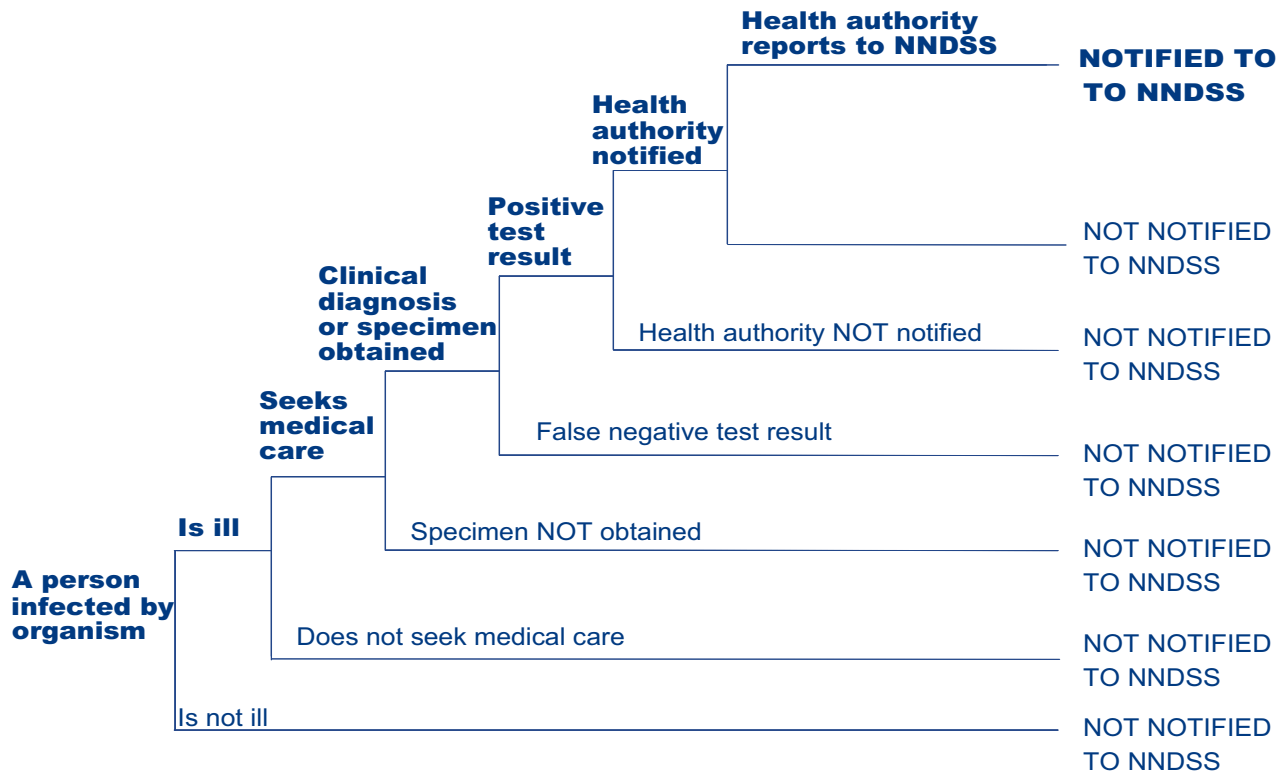 Health authority
reports to NNDSS
NOTIFIED TO
TO NNDSS
Health
authority
notified
Positive
test
result
NOT NOTIFIED
TO NNDSS
Clinical
diagnosis
or specimen
obtained
Health authority NOT notified
NOT NOTIFIED
TO NNDSS
Seeks
medical
care
False negative test result
NOT NOTIFIED
TO NNDSS
Is ill
Specimen NOT obtained
NOT NOTIFIED
TO NNDSS
A person
infected by
organism
Does not seek medical care
NOT NOTIFIED
TO NNDSS
Is not ill
NOT NOTIFIED
TO NNDSS